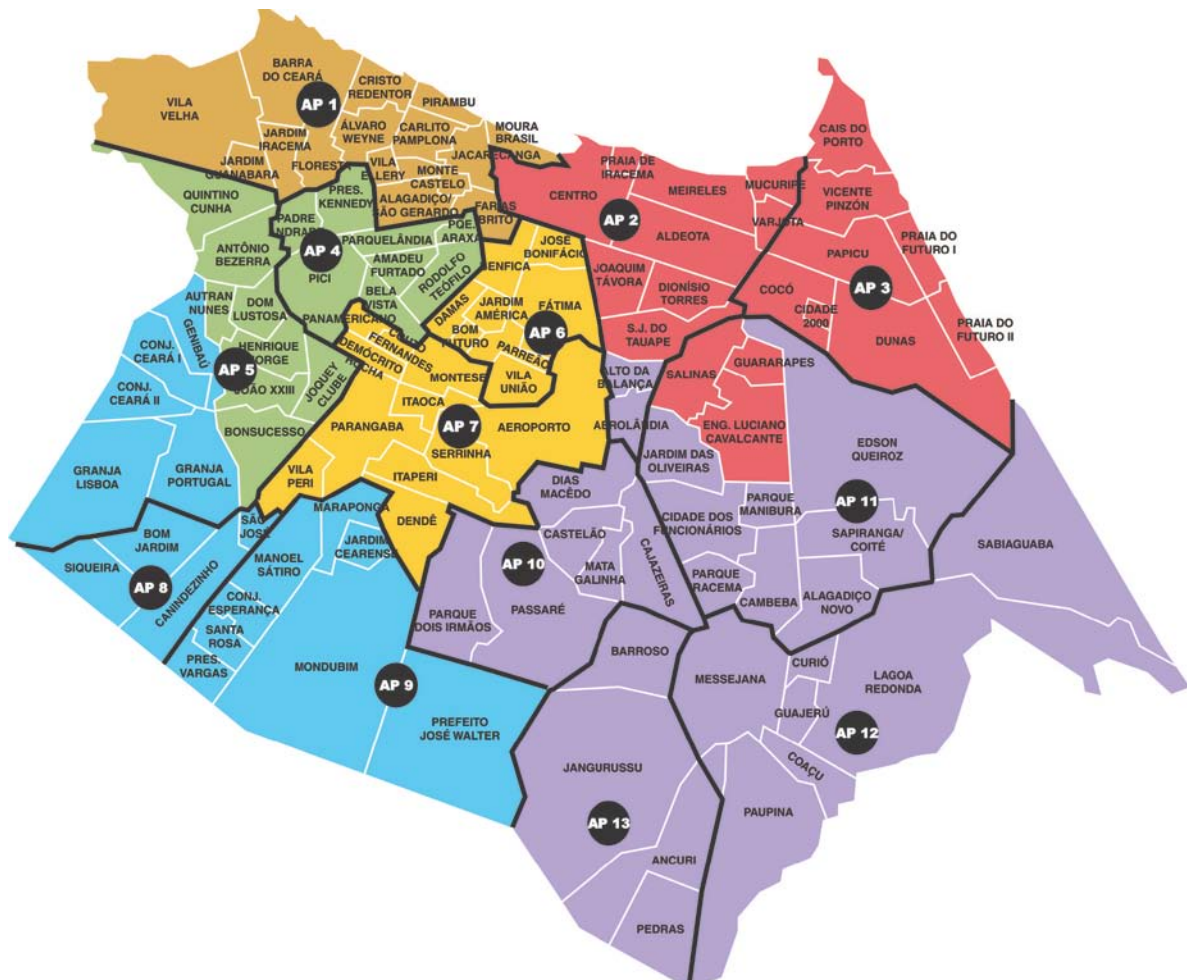 VILA
VELHA
BARRA
DO CEARÁ
AP 1
CRISTO
REDENTOR
PIRAMBU
JARDIM
IRACEMA
ÁLVARO
WEYNE
CARLITO
PAMPLONA
MOURA
BRASIL
JACARECANGA
JARDIM
GUANABARA
FLORESTA
VILA
ELLERY
MONTE
CASTELO
ALAGADIÇO/
SÃO GERARDO
FARIAS
BRITO
QUINTINO
CUNHA
PRES.
KENNEDY
PADRE
ANDRADE
AP 4
PARQUELÂNDIA
PQE.
ARAXÁ
ANTÔNIO
BEZERRA
PICI
AMADEU
FURTADO
RODOLFO
TEÓFILO
BELA
VISTA
PANAMERICANO
AUTRAN
NUNES
DOM
LUSTOSA
GENIBAÚ
HENRIQUE
JORGE
AP 5
JOÃO XXIII
JOQUEY
CLUBE
BONSUCESSO
CONJ.
CEARÁ I
CONJ.
CEARÁ II
GRANJA
LISBOA
GRANJA
PORTUGAL
CENTRO
PRAIA DE
IRACEMA
AP 2
MEIRELES
MUCURIPE
VARJOTA
ALDEOTA
JOAQUIM
TÁVORA
DIONÍSIO
TORRES
S.J. DO
TAUAPE
CAIS DO
PORTO
VICENTE
PINZÓN
PRAIA DO
FUTURO I
PAPICU
AP 3
COCÓ
CIDADE
2000
DUNAS
PRAIA DO
FUTURO II
BENFICA
JOSÉ
BONIFÁCIO
DAMAS
JARDIM
AMÉRICA
FÁTIMA
BOM
FUTURO
AP 6
PARREÃO
VILA
UNIÃO
COUTO
FERNANDES
DEMÓCRITO
ROCHA
MONTESE
ITAOCA
PARANGABA
AP 7
AEROPORTO
SERRINHA
VILA
PERI
ITAPERI
DENDÊ
ALTO DA
BALANÇA
AEROLÂNDIA
SALINAS
GUARARAPES
ENG. LUCIANO
CAVALCANTE
JARDIM DAS
OLIVEIRAS
EDSON
QUEIROZ
CIDADE DOS
FUNCIONÁRIOS
PARQUE
MANIBURA
AP 11
SAPIRANGA/
COITÉ
SABIAGUABA
PARQUE
IRACEMA
CAMBEBA
ALAGADIÇO
NOVO
DIAS
MACÊDO
CASTELÃO
MATA
GALINHA
CAJAZEIRAS
AP 10
PASSARÉ
PARQUE
DOIS IRMÃOS
BOM
JARDIM
SIQUEIRA
AP 8
CANINDEZINHO
SÃO
JOSÉ
MARAPONGA
JARDIM
CEARENSE
MANOEL
SÁTIRO
CONJ.
ESPERANÇA
SANTA
ROSA
PRES.
VARGAS
MONDUBIM
AP 9
PREFEITO
JOSÉ WALTER
BARROSO
MESSEJANA
CURIÓ
LAGOA
REDONDA
GUAJERÚ
AP 12
COAÇU
PAUPINA
JANGURUSSU
AP 13
ANCURI
PEDRAS